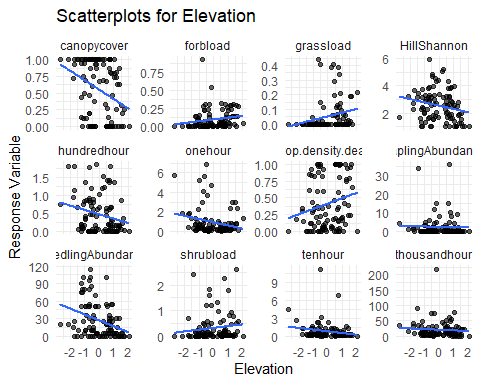 Scatterplots for Elevation
canopycover forbload grassload HillShannon
1.00 0.75 0.50 0.25 0.00
0.75 0.50 0.25 0.00
0.4 0.3 0.2 0.1 0.0
6 4 2
hundredhour onehour op.density.dea plingAbundan
1.5 1.0 0.5 0.0
6 4 2 0
1.00 0.75 0.50 0.25 0.00
30 20 10 0
edlingAbundar shrubload tenhour thousandhour
120 90 60 30 0
2 1 0
9 6 3 0
200 150 100 50 0
-2 -1 0 1 2 -2 -1 0 1 2 -2 -1 0 1 2 -2 -1 0 1 2
Elevation
Response Variable